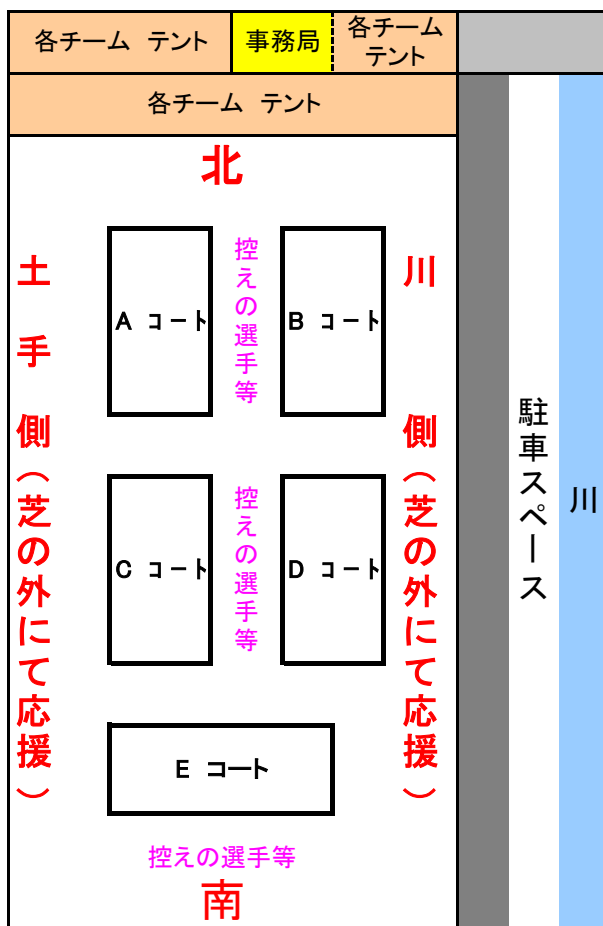 各チーム テント
事務局
各チーム
テント
各チーム テント
北
土手側(芝の外にて応援)
A コート
控えの選手等
B コート
川側(芝の外にて応援)
C コート
控えの選手等
D コート
E コート
控えの選手等
南
駐車スペース
川